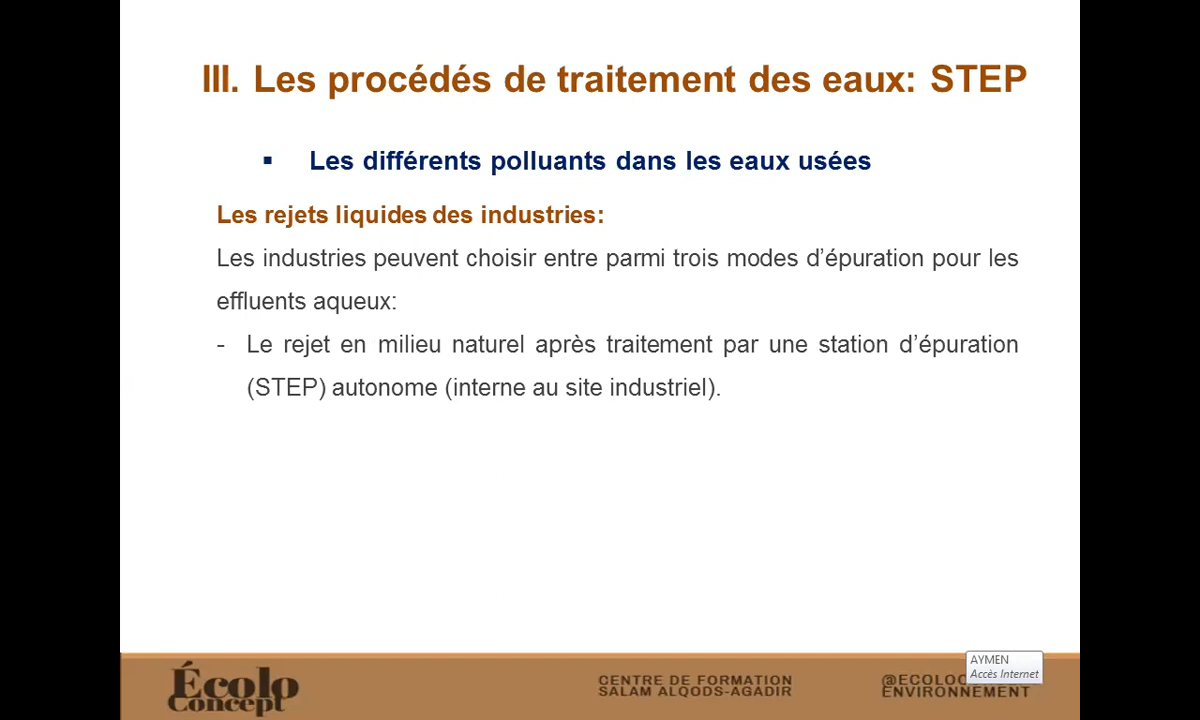 III. Les procédés de traitement des eaux: STEP
▪ Les différents polluants dans les eaux usées
Les rejets liquides des industries:
Les industries peuvent choisir entre parmi trois modes d’épuration pour les
effluents aqueux:
- Le rejet en milieu naturel après traitement par une station d’épuration
(STEP) autonome (interne au site industriel).
Écolo
Concept
CENTRE DE FORMATION
SALAM ALQODS-AGADIR
ENVIRONNEMENT
AYMEN
Accès Internet